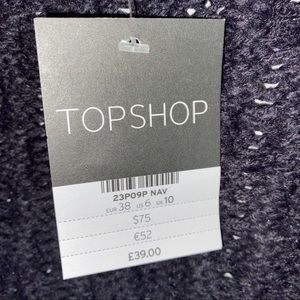 TOPSHOP
23P09P NAV
EUR 38 US 6 UK 10
$75
€52
£39.00